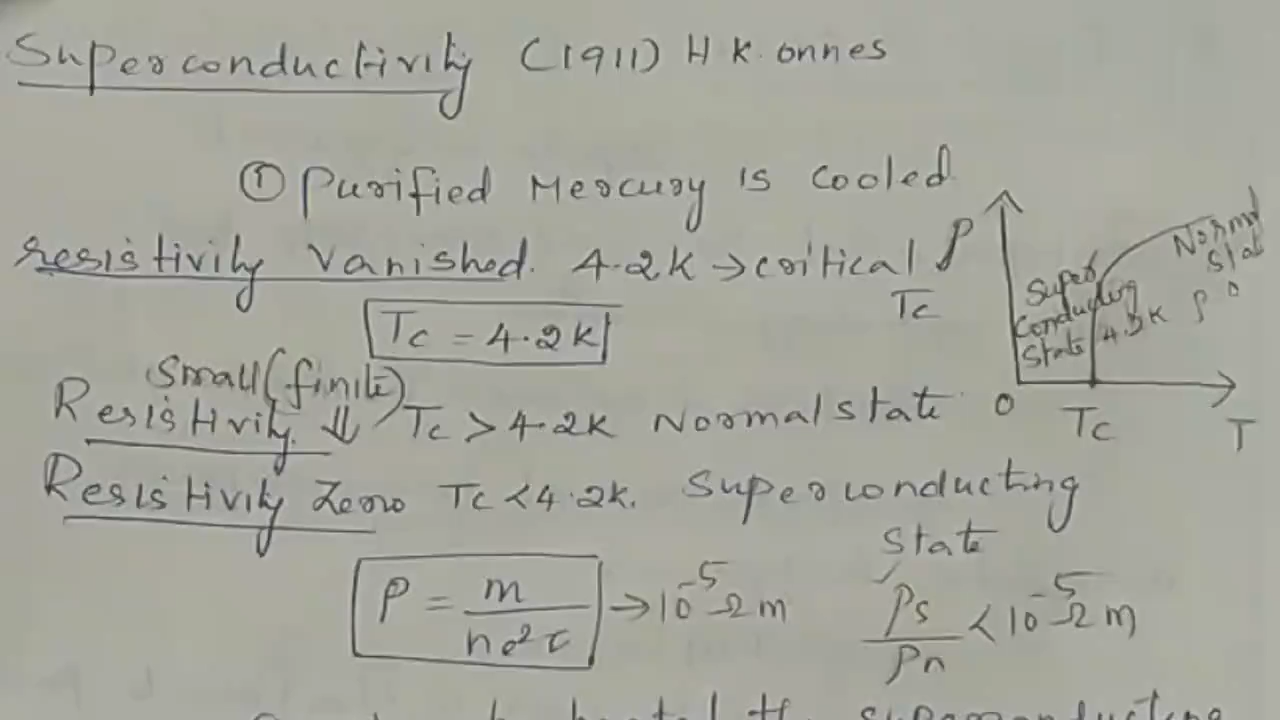 Superconductivity (1911) H K. onnes
① Purified Mercury is cooled
resistivity vanished. 4.2K → critical
Tc
Tc = 4.2K
Small (finite)
Resistivity ⇓ Tc > 4.2K Normal state
Resistivity Zero Tc < 4.2K. Superconducting
State
ρ = m / ne²τ → 10⁻⁵ Ωm
ρs / ρn < 10⁻⁵ Ωm
ρ
Normal
Super
Conducting
State 4.2K
0
Tc
T
superconducting